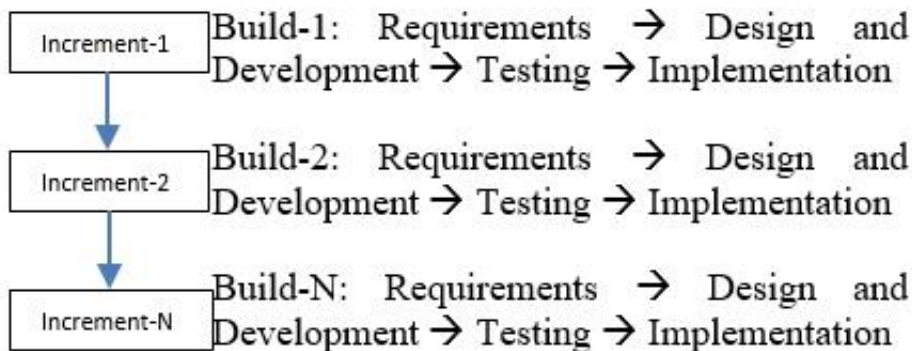 Increment-1
Build-1: Requirements → Design and
Development → Testing → Implementation
Increment-2
Build-2: Requirements → Design and
Development → Testing → Implementation
Increment-N
Build-N: Requirements → Design and
Development → Testing → Implementation